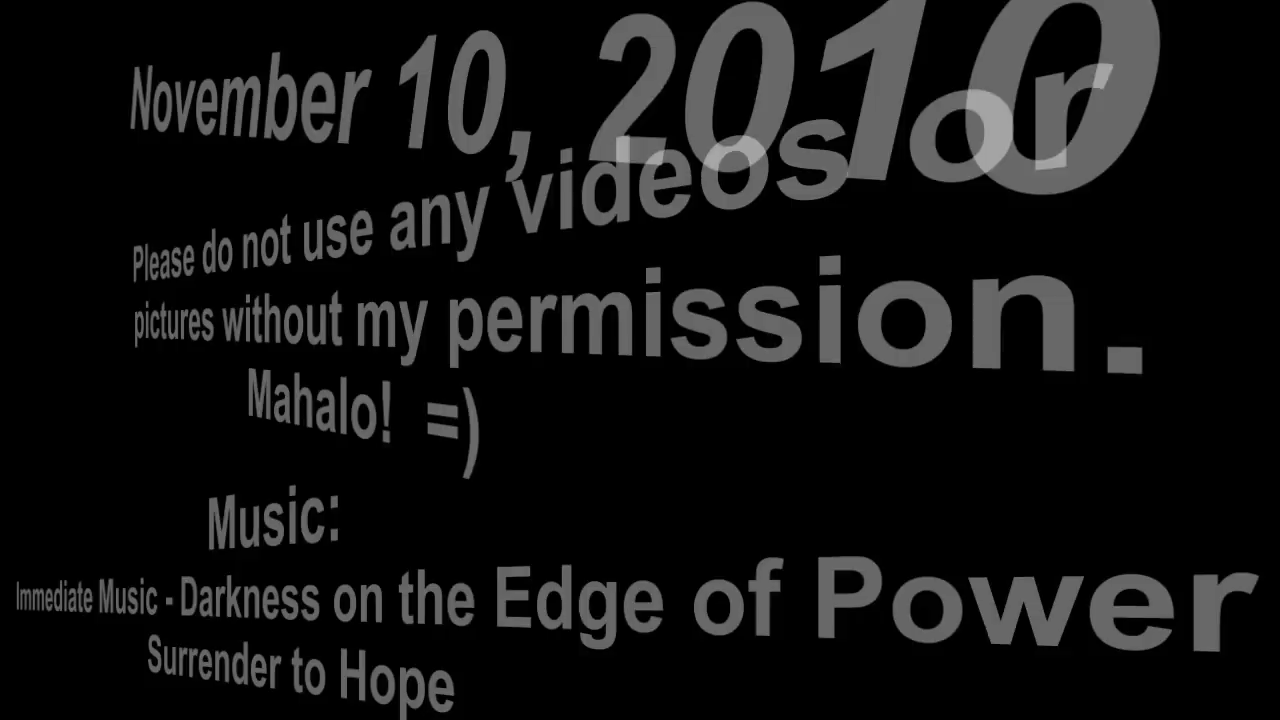 November 10, 2010
Please do not use any videos or
pictures without my permission.
Mahalo! =)
Music:
Immediate Music - Darkness on the Edge of Power
Surrender to Hope